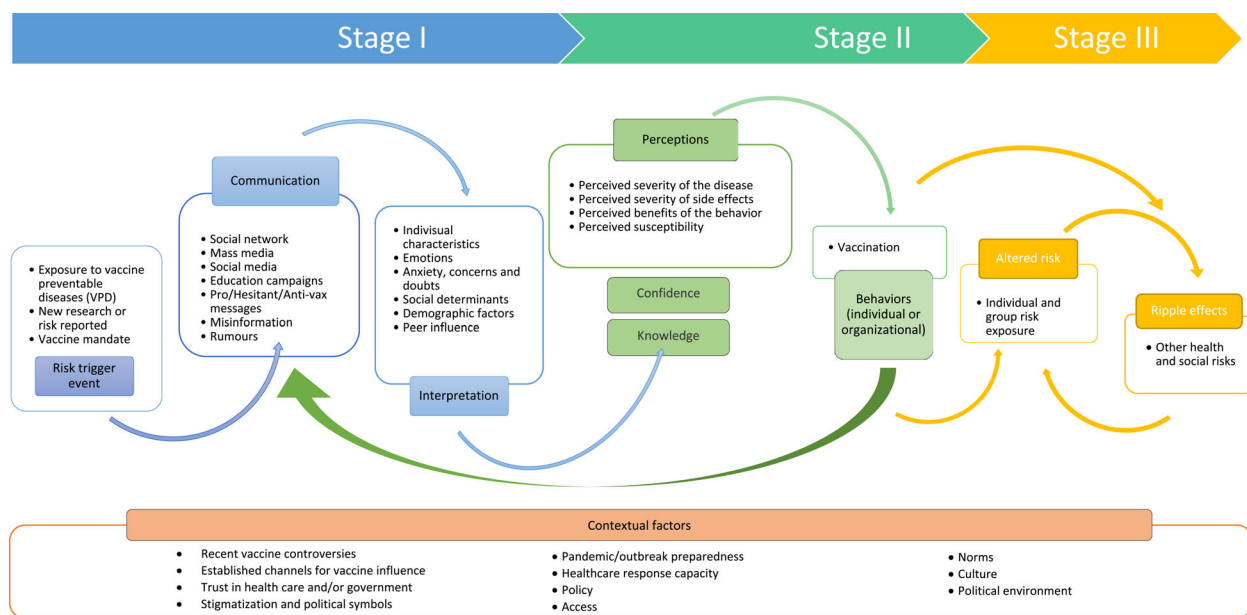 Stage I
Stage II
Stage III
• Exposure to vaccine
preventable diseases (VPD)
• New research or
risk reported
• Vaccine mandate
Risk trigger
event
Communication
• Social network
• Mass media
• Social media
• Education campaigns
• Pro/Hesitant/Anti-vax
messages
• Misinformation
• Rumours
• Indivisual
characteristics
• Emotions
• Anxiety, concerns and
doubts
• Social determinants
• Demographic factors
• Peer influence
Interpretation
Perceptions
• Perceived severity of the disease
• Perceived severity of side effects
• Perceived benefits of the behavior
• Perceived susceptibility
Confidence
Knowledge
• Vaccination
Behaviors
(individual or
organizational)
Altered risk
• Individual and
group risk
exposure
Ripple effects
• Other health
and social risks
Contextual factors
• Recent vaccine controversies
• Established channels for vaccine influence
• Trust in health care and/or government
• Stigmatization and political symbols
• Pandemic/outbreak preparedness
• Healthcare response capacity
• Policy
• Access
• Norms
• Culture
• Political environment